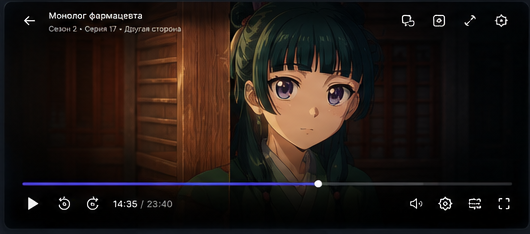 Монолог фармацевта
Сезон 2 • Серия 17 • Другая сторона
14:35 / 23:40